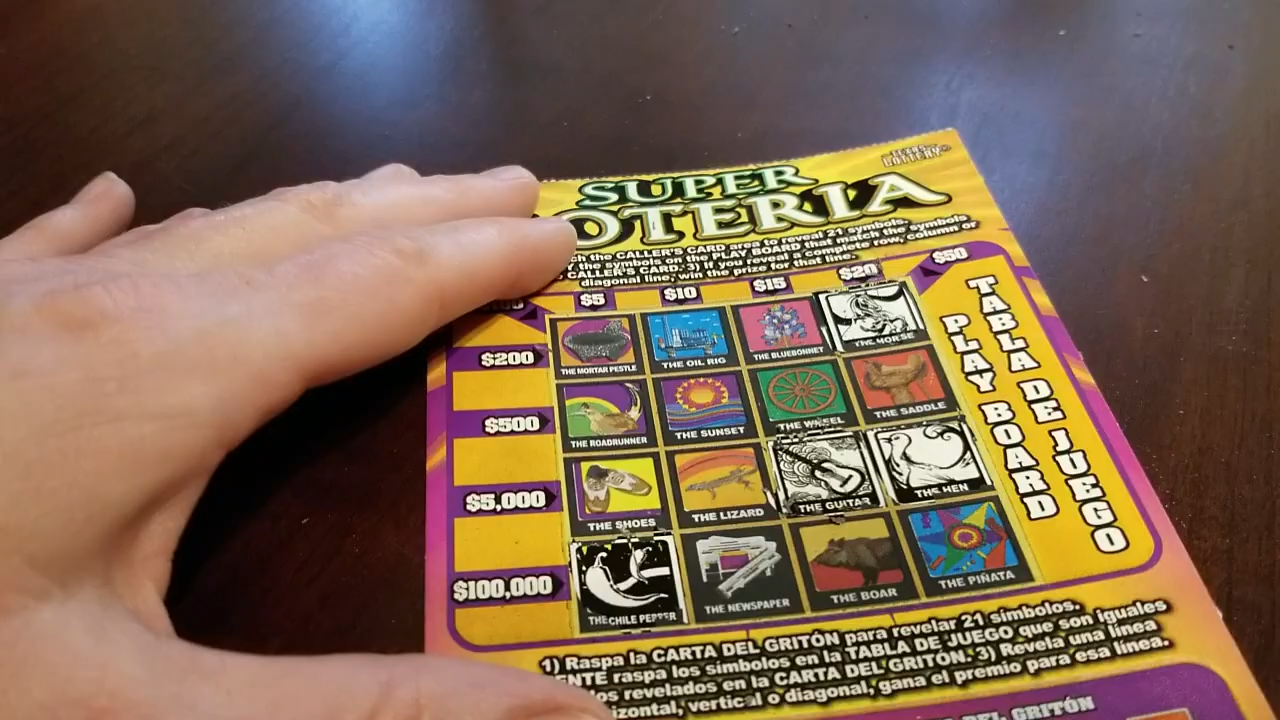 TEXAS LOTTERY
SUPER
OTERIA
the CALLER'S CARD area to reveal 21 symbols.
the symbols on the PLAY BOARD that match the symbols
CALLER'S CARD. 3) If you reveal a complete row, column or
diagonal line, win the prize for that line.
$5 $10 $15 $20 $50
$200
$500
$5,000
$100,000
THE MORTAR PESTLE THE OIL RIG THE BLUEBONNET THE HORSE
THE ROADRUNNER THE SUNSET THE WHEEL THE SADDLE
THE SHOES THE LIZARD THE GUITAR THE HEN
THE CHILE PEPPER THE NEWSPAPER THE BOAR THE PIÑATA
TABLA DE JUEGO
PLAY BOARD
1) Raspa la CARTA DEL GRITÓN para revelar 21 símbolos.
raspa los símbolos en la TABLA DE JUEGO que son iguales
los revelados en la CARTA DEL GRITÓN. 3) Revela una línea
vertical o diagonal, gana el premio para esa línea.
DEL GRITÓN